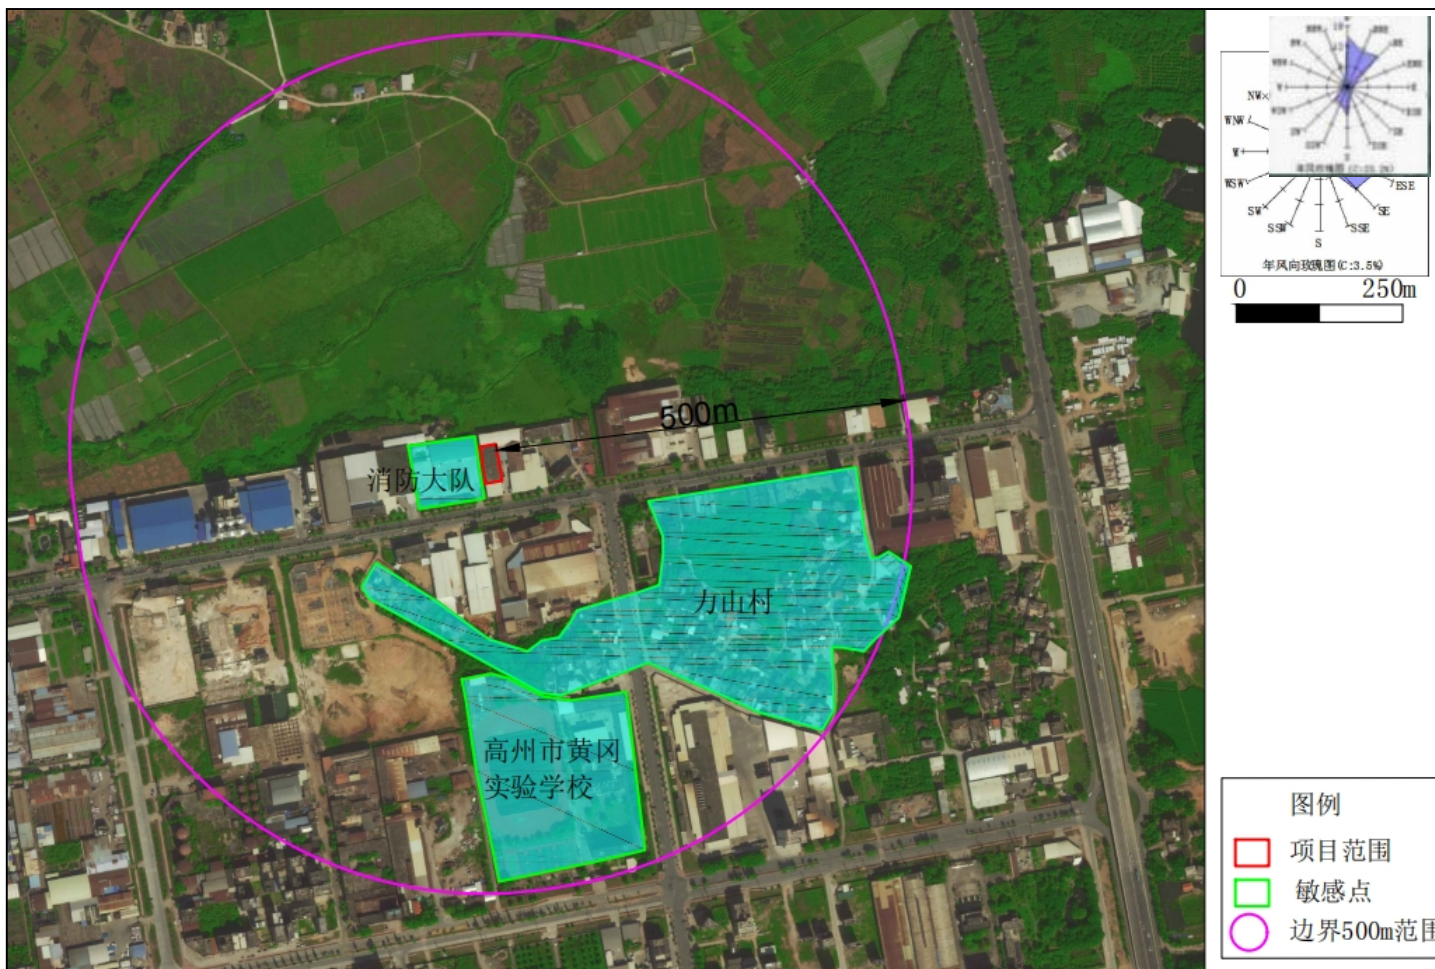 NW
WNW
W
WSW
SW
SSW
S
SSE
SE
ESE
年风向玫瑰图(C:3.5%)
0 250m
500m
消防大队
力山村
高州市黄冈
实验学校
图例
项目范围
敏感点
边界500m范围